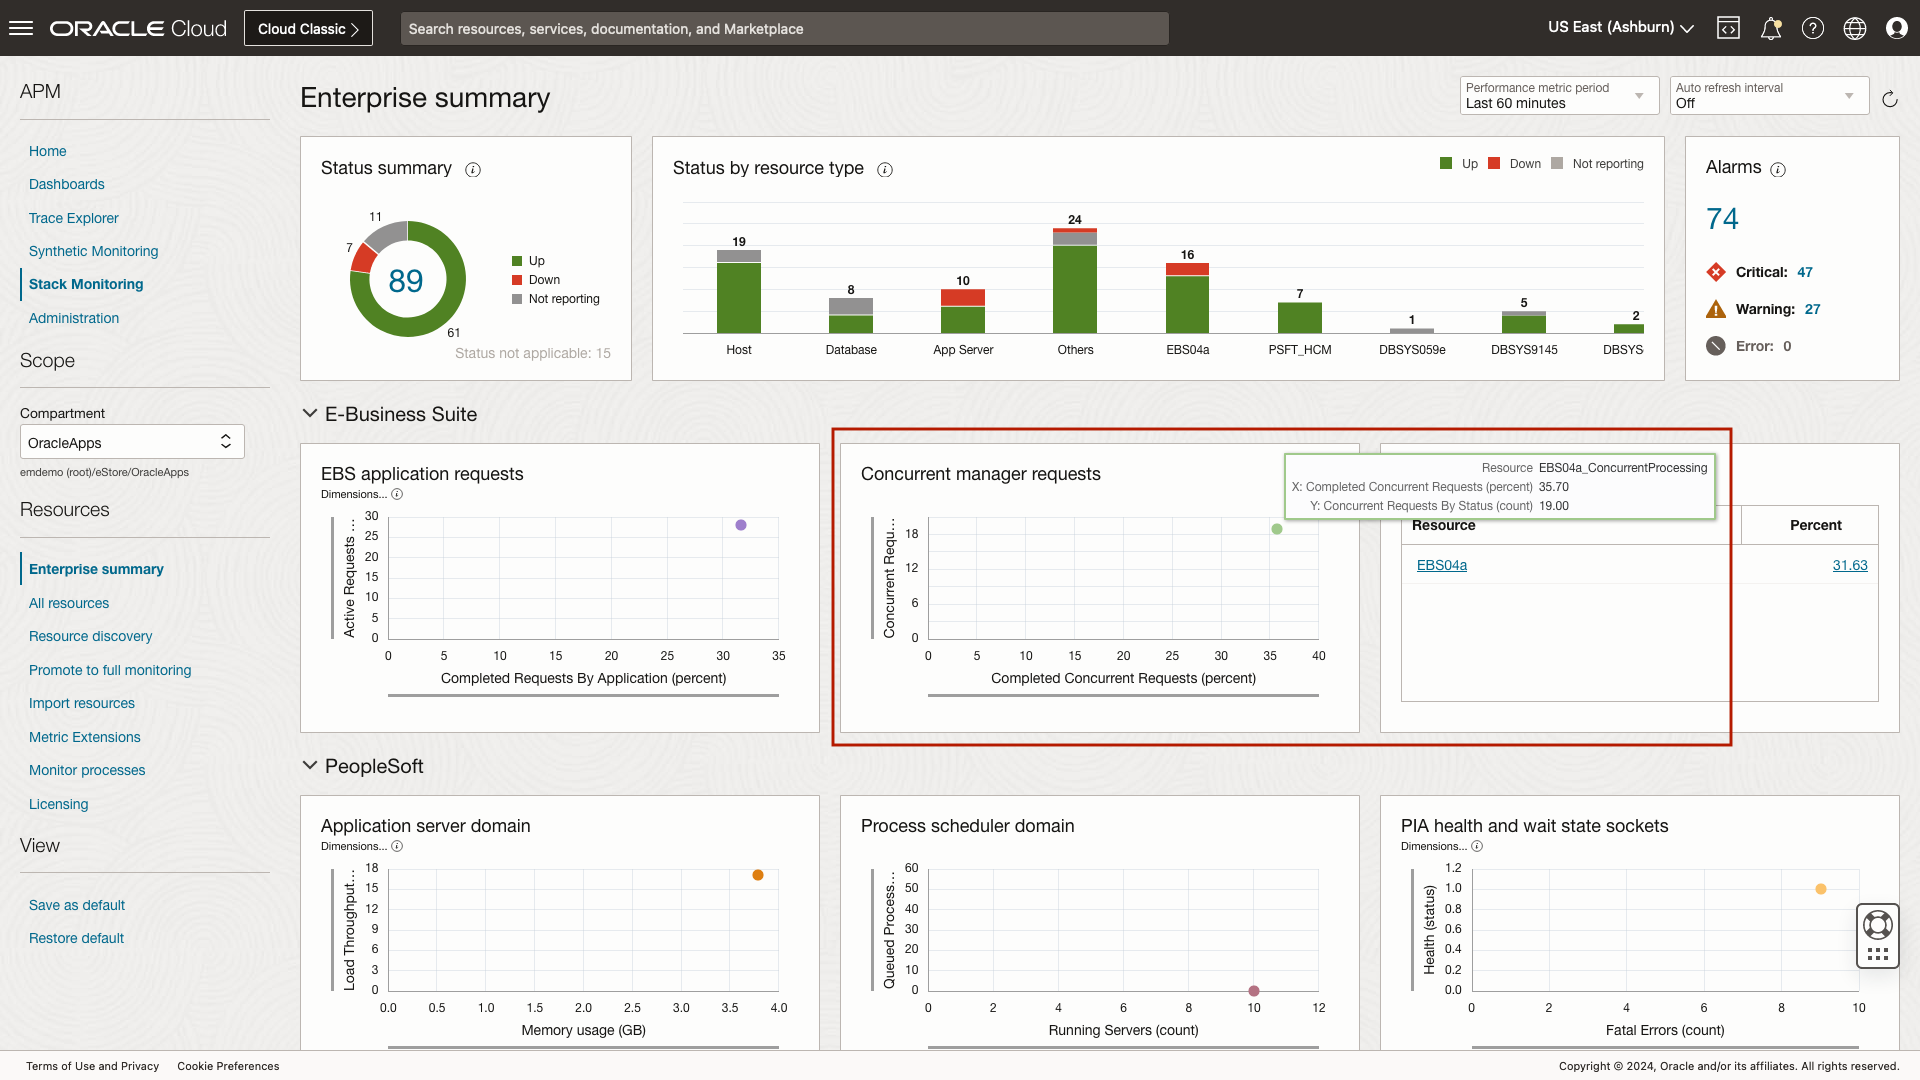 ORACLE Cloud
Cloud Classic
Search resources, services, documentation, and Marketplace
US East (Ashburn)
APM
Home
Dashboards
Trace Explorer
Synthetic Monitoring
Stack Monitoring
Administration
Scope
Compartment
OracleApps
emdemo (root)/eStore/OracleApps
Resources
Enterprise summary
All resources
Resource discovery
Promote to full monitoring
Import resources
Metric Extensions
Monitor processes
Licensing
View
Save as default
Restore default
Enterprise summary
Performance metric period
Last 60 minutes
Auto refresh interval
Off
Status summary
11
7
89
61
Up
Down
Not reporting
Status not applicable: 15
Status by resource type
Up Down Not reporting
19 8 10 24 16 7 1 5 2
Host Database App Server Others EBS04a PSFT_HCM DBSYS059e DBSYS9145 DBSYS
Alarms
74
Critical: 47
Warning: 27
Error: 0
E-Business Suite
EBS application requests
Dimensions...
Active Requests ...
30
25
20
15
10
5
0
0 5 10 15 20 25 30 35
Completed Requests By Application (percent)
Concurrent manager requests
Concurrent Requ...
18
12
6
0
0 5 10 15 20 25 30 35 40
Completed Concurrent Requests (percent)
Resource EBS04a_ConcurrentProcessing
X: Completed Concurrent Requests (percent) 35.70
Y: Concurrent Requests By Status (count) 19.00
Resource Percent
EBS04a 31.63
PeopleSoft
Application server domain
Dimensions...
Load Throughput...
18
15
12
9
6
3
0
0.0 0.5 1.0 1.5 2.0 2.5 3.0 3.5 4.0
Memory usage (GB)
Process scheduler domain
Queued Process...
60
50
40
30
20
10
0
0 2 4 6 8 10 12
Running Servers (count)
PIA health and wait state sockets
Dimensions...
Health (status)
1.2
1.0
0.8
0.6
0.4
0.2
0.0
0 2 4 6 8 10
Fatal Errors (count)
Terms of Use and Privacy Cookie Preferences
Copyright © 2024, Oracle and/or its affiliates. All rights reserved.